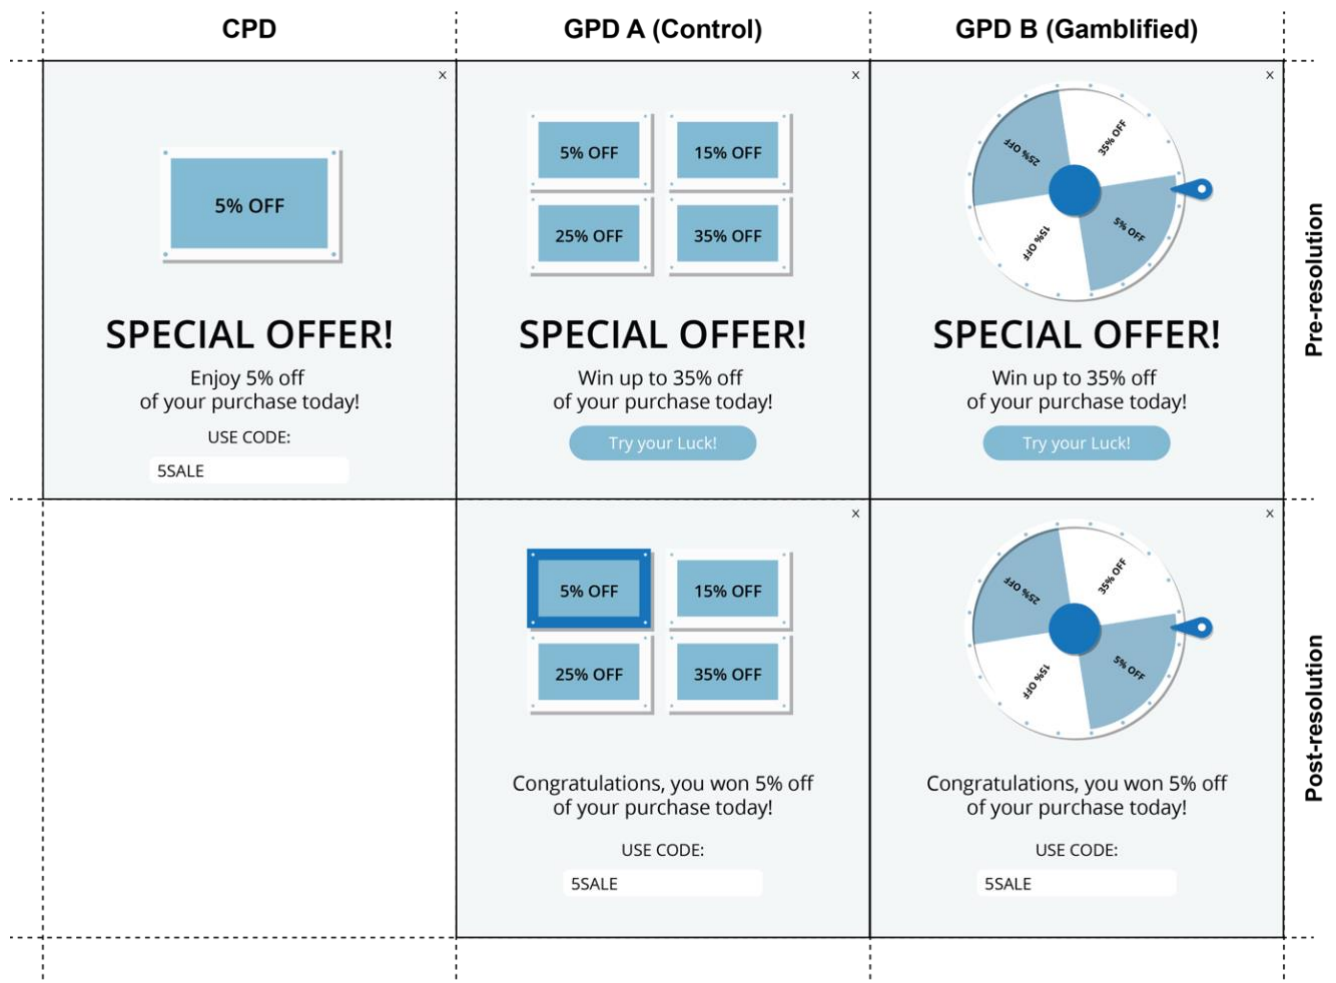 CPD
GPD A (Control)
GPD B (Gamblified)
x
5% OFF
SPECIAL OFFER!
Enjoy 5% off
of your purchase today!
USE CODE:
5SALE
x
5% OFF
15% OFF
25% OFF
35% OFF
SPECIAL OFFER!
Win up to 35% off
of your purchase today!
Try your Luck!
x
25% OFF
35% OFF
15% OFF
5% OFF
SPECIAL OFFER!
Win up to 35% off
of your purchase today!
Try your Luck!
Pre-resolution
x
5% OFF
15% OFF
25% OFF
35% OFF
Congratulations, you won 5% off
of your purchase today!
USE CODE:
5SALE
x
25% OFF
35% OFF
15% OFF
5% OFF
Congratulations, you won 5% off
of your purchase today!
USE CODE:
5SALE
Post-resolution